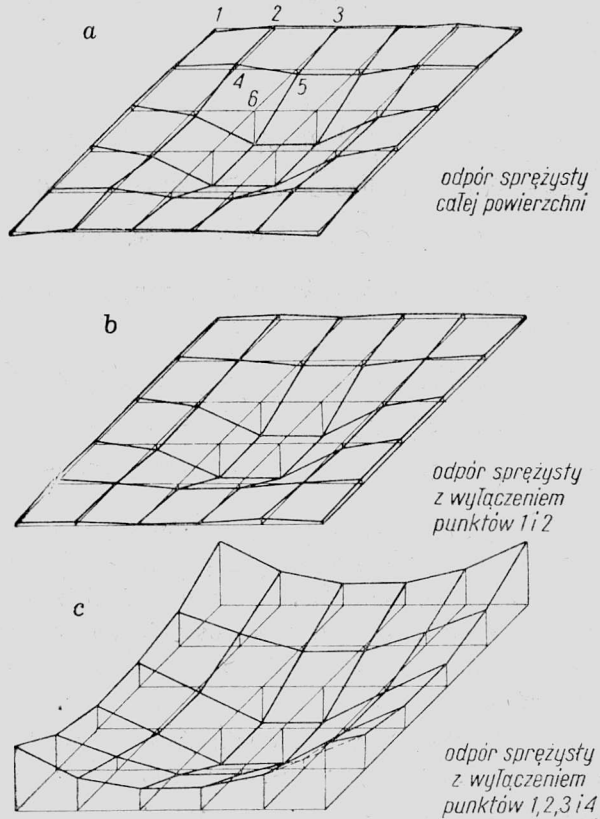 a
1 2 3
4 5
6
odpór sprężysty
całej powierzchni
b
odpór sprężysty
z wyłączeniem
punktów 1 i 2
c
odpór sprężysty
z wyłączeniem
punktów 1, 2, 3 i 4